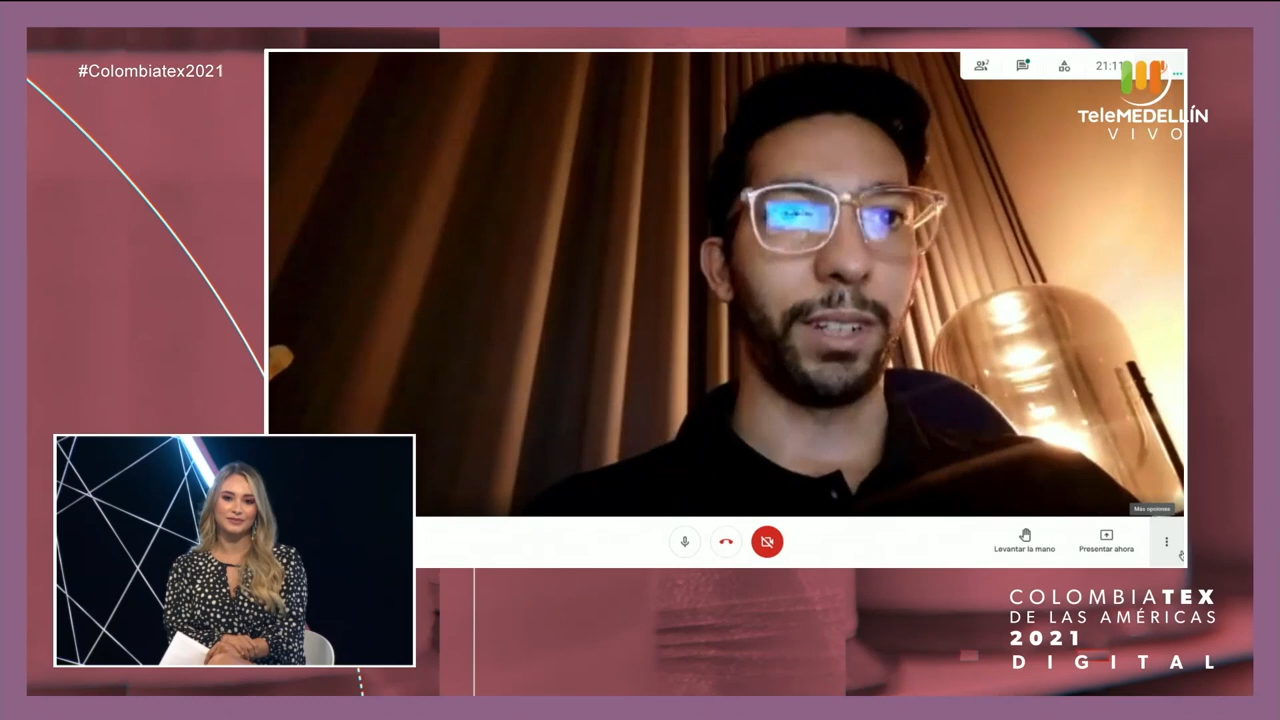 #Colombiatex2021
21:11
TeleMEDELLÍN
VIVO
Más opciones
Levantar la mano
Presentar ahora
COLOMBIATEX
DE LAS AMÉRICAS
2021
DIGITAL